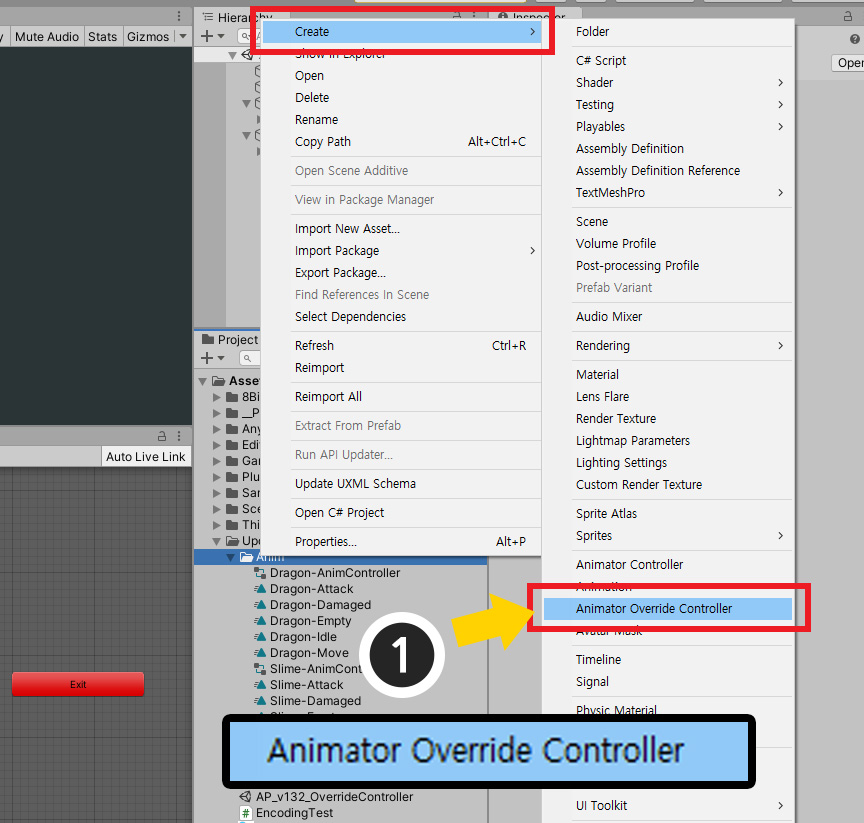 Mute Audio
Stats
Gizmos
Hierarchy
Inspector
Open
Create
Show in Explorer
Open
Delete
Rename
Copy Path Alt+Ctrl+C
Open Scene Additive
View in Package Manager
Import New Asset...
Import Package
Export Package...
Find References In Scene
Select Dependencies
Refresh Ctrl+R
Reimport
Reimport All
Extract From Prefab
Run API Updater...
Update UXML Schema
Open C# Project
Properties... Alt+P
Folder
C# Script
Shader
Testing
Playables
Assembly Definition
Assembly Definition Reference
TextMeshPro
Scene
Volume Profile
Post-processing Profile
Prefab Variant
Audio Mixer
Rendering
Material
Lens Flare
Render Texture
Lightmap Parameters
Lighting Settings
Custom Render Texture
Sprite Atlas
Sprites
Animator Controller
Animation
Animator Override Controller
Avatar Mask
Timeline
Signal
Physic Material
UI Toolkit
Project
Asse
8Bi
__P
Any
Edi
Gar
Plu
Sar
Sce
Thi
Upd
Anim
Dragon-AnimController
Dragon-Attack
Dragon-Damaged
Dragon-Empty
Dragon-Idle
Dragon-Move
Slime-AnimCont
Slime-Attack
Slime-Damaged
AP_v132_OverrideController
EncodingTest
Auto Live Link
Exit
1
Animator Override Controller